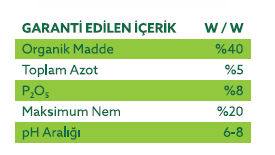 GARANTİ EDİLEN İÇERİK W / W
Organik Madde %40
Toplam Azot %5
P₂O₅ %8
Maksimum Nem %20
pH Aralığı 6-8